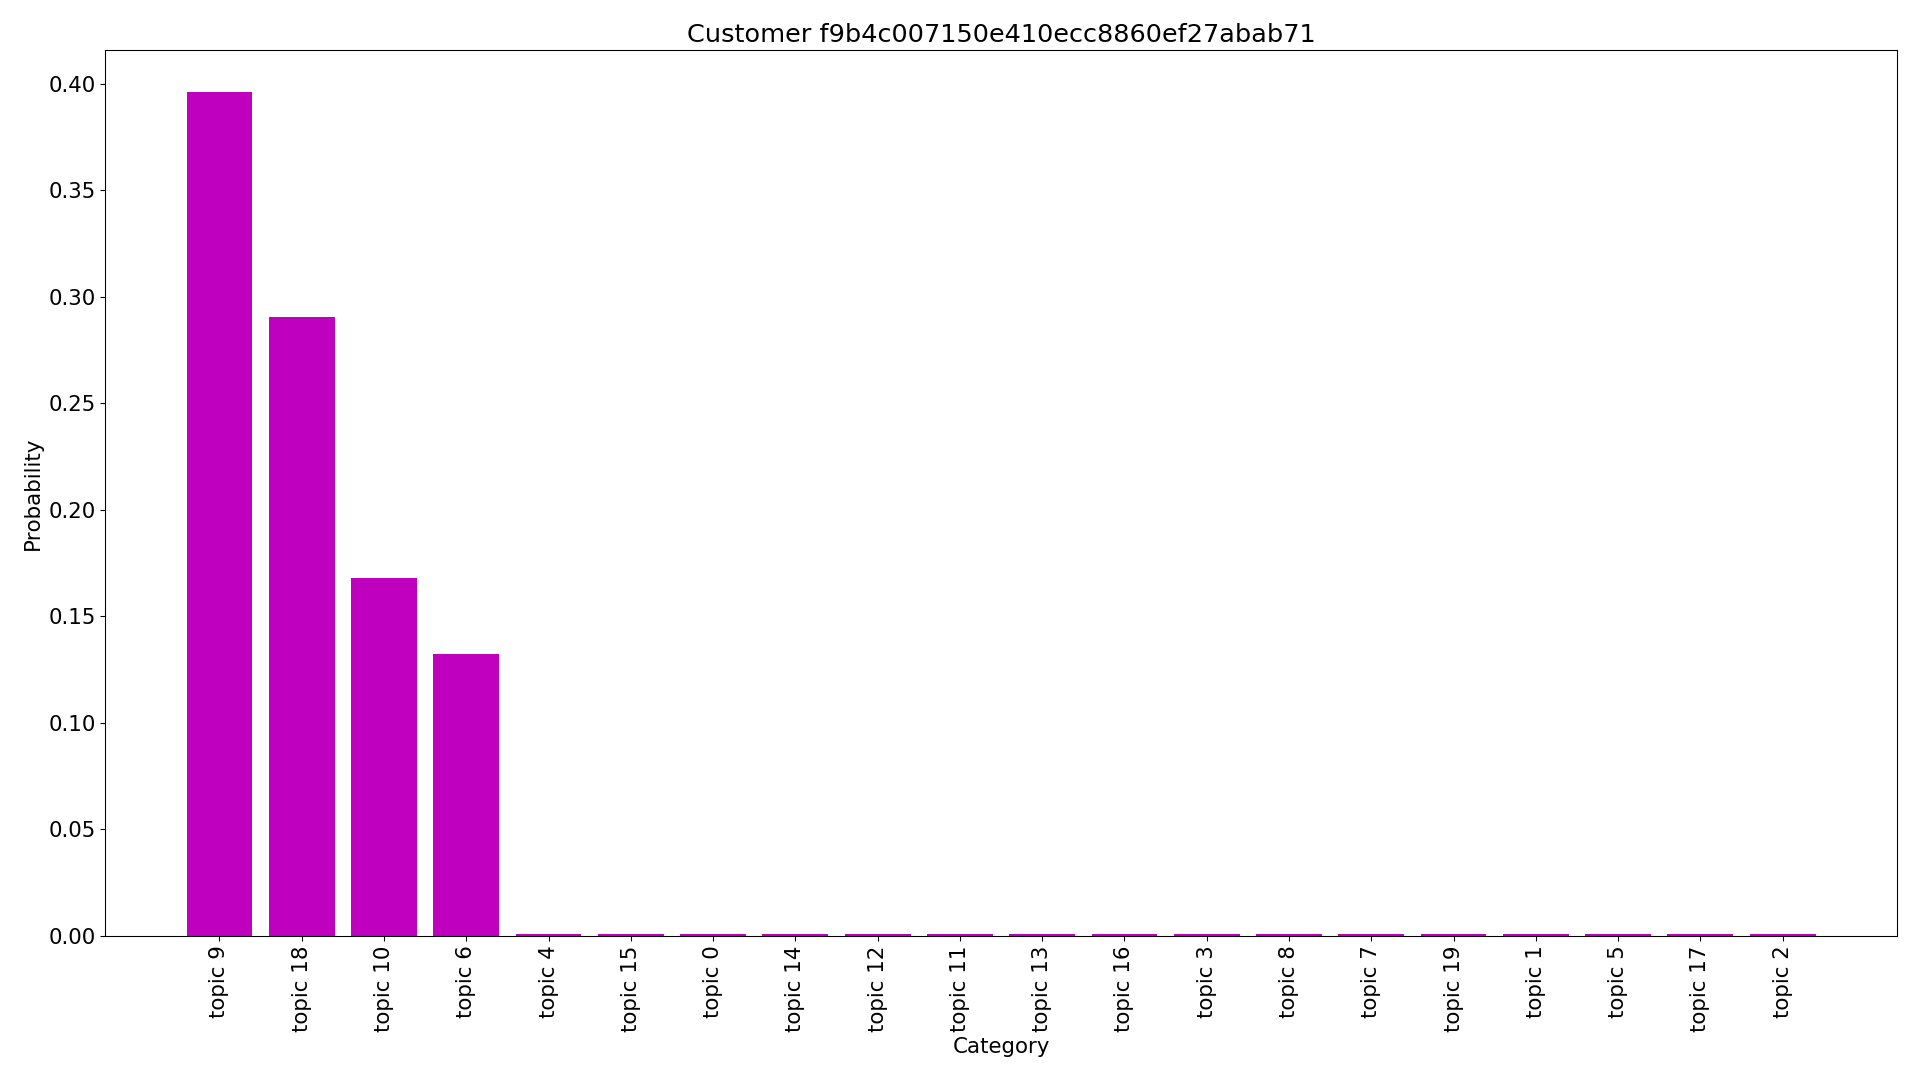 Customer f9b4c007150e410ecc8860ef27abab71
0.40
0.35
0.30
0.25
0.20
0.15
0.10
0.05
0.00
Probability
topic 9
topic 18
topic 10
topic 6
topic 4
topic 15
topic 0
topic 14
topic 12
topic 11
topic 13
topic 16
topic 3
topic 8
topic 7
topic 19
topic 1
topic 5
topic 17
topic 2
Category